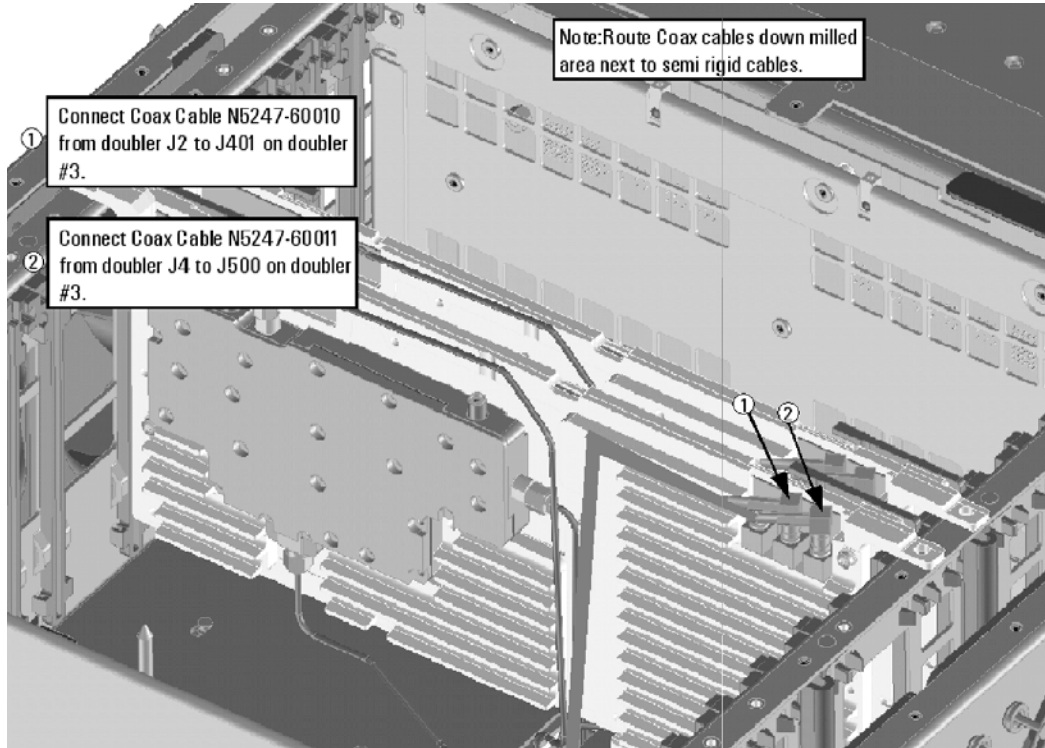 Note:Route Coax cables down milled
area next to semi rigid cables.
1
Connect Coax Cable N5247-60010
from doubler J2 to J401 on doubler
#3.
2
Connect Coax Cable N5247-60011
from doubler J4 to J500 on doubler
#3.
1
2